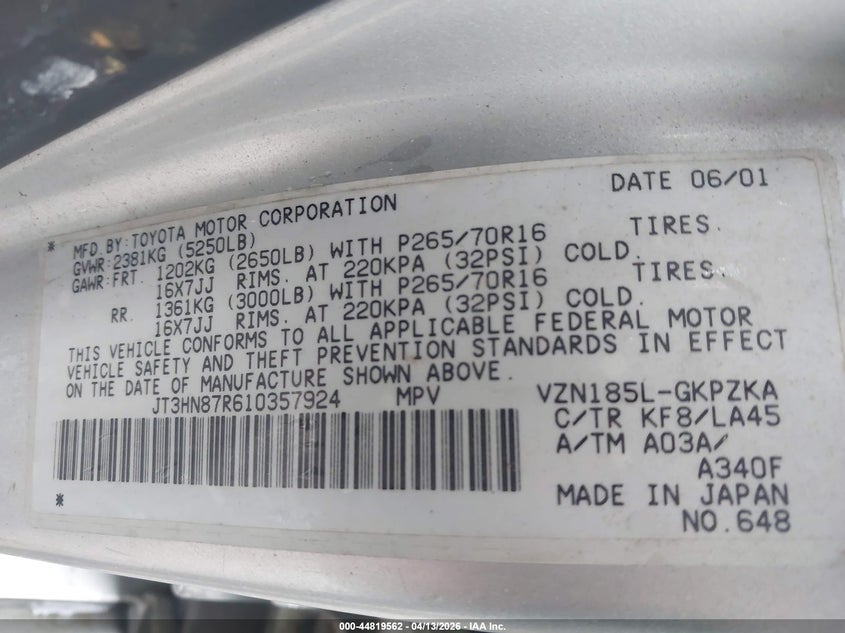 DATE 06/01
* MFD.BY:TOYOTA MOTOR CORPORATION
GVWR:2381KG (5250LB)
GAWR:FRT. 1202KG (2650LB) WITH P265/70R16 TIRES.
16X7JJ RIMS. AT 220KPA (32PSI) COLD.
RR. 1361KG (3000LB) WITH P265/70R16 TIRES.
16X7JJ RIMS. AT 220KPA (32PSI) COLD.
THIS VEHICLE CONFORMS TO ALL APPLICABLE FEDERAL MOTOR
VEHICLE SAFETY AND THEFT PREVENTION STANDARDS IN EFFECT
ON THE DATE OF MANUFACTURE SHOWN ABOVE.
JT3HN87R610357924 MPV VZN185L-GKPZKA
C/TR KF8/LA45
A/TM A03A/
A340F
* MADE IN JAPAN
NO.648
000-44819562 - 04/13/2026 - IAA Inc.